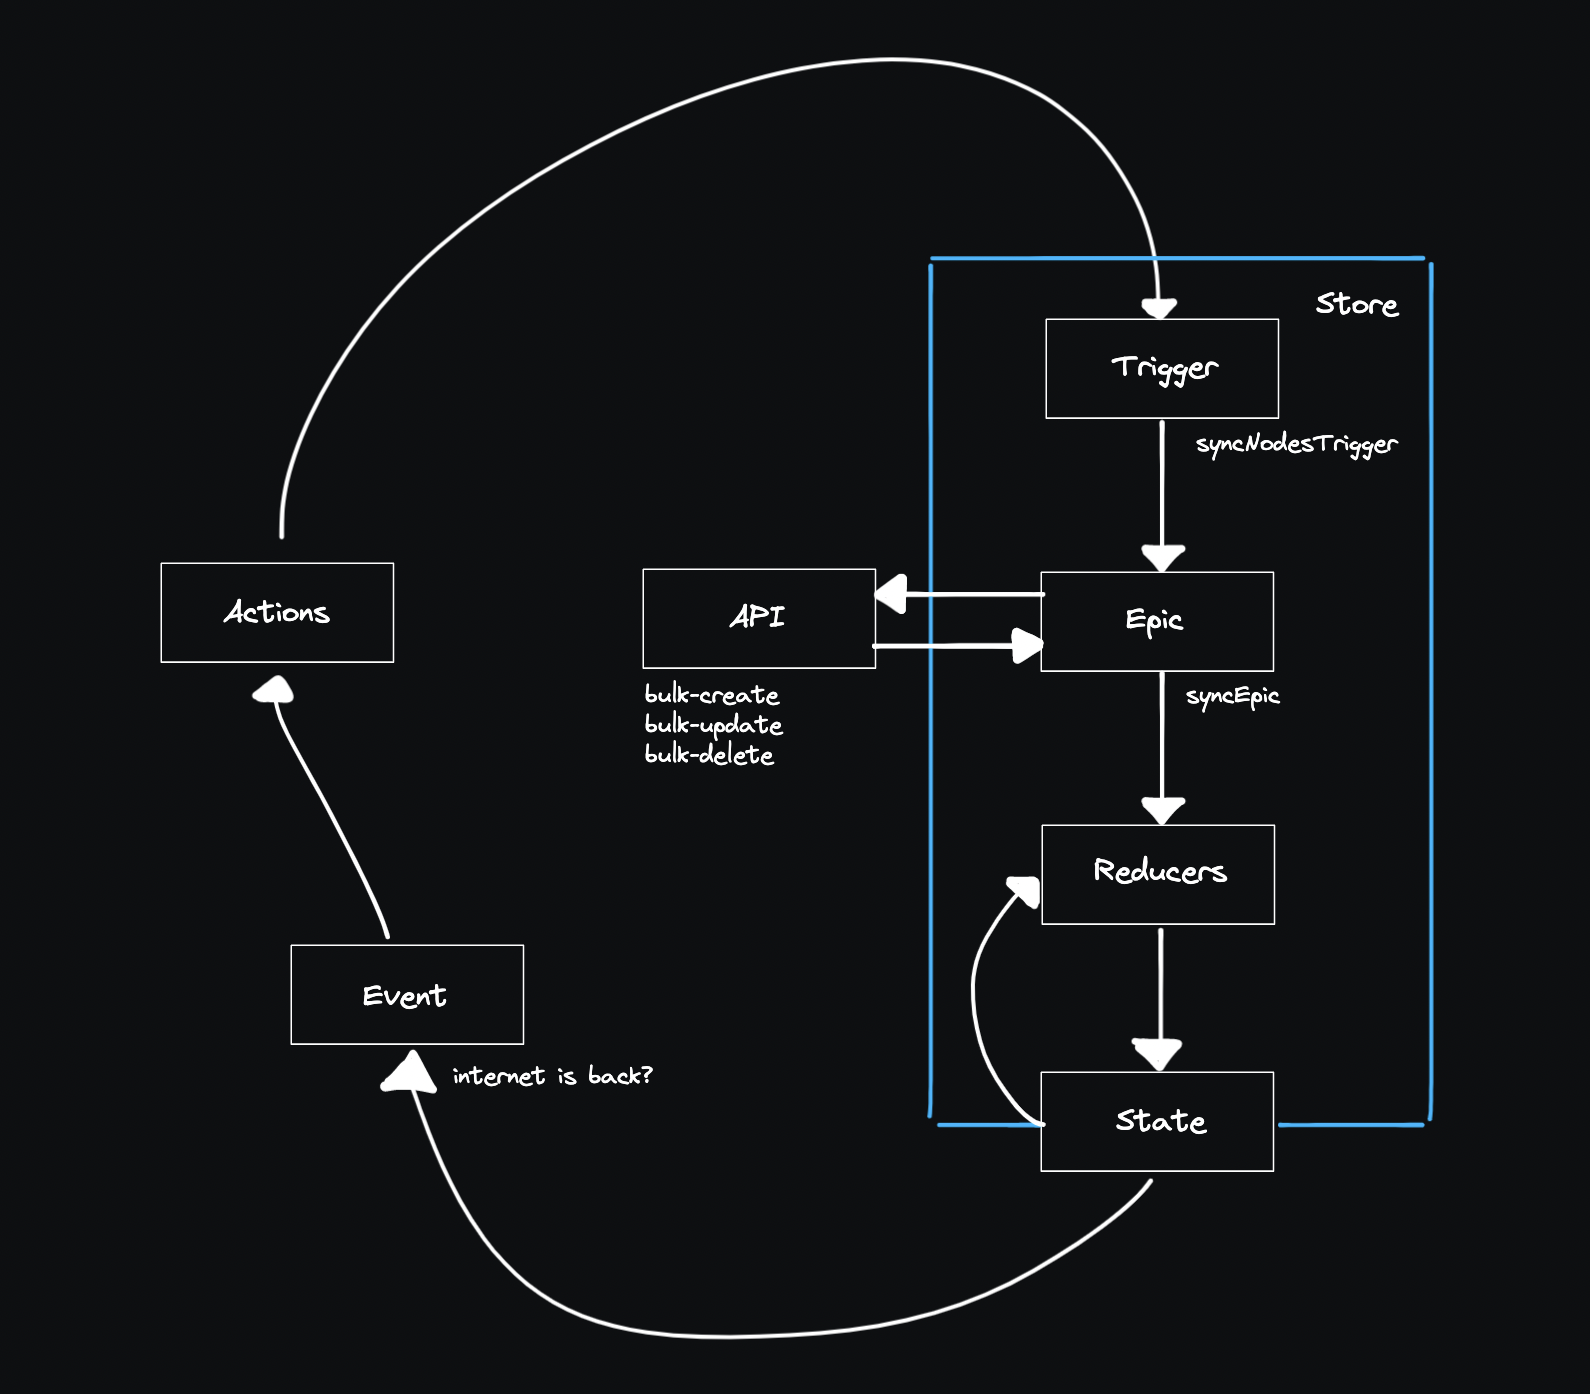 Store
Trigger
syncNodesTrigger
Actions
API
Epic
bulk-create
bulk-update
bulk-delete
syncEpic
Reducers
Event
internet is back?
State